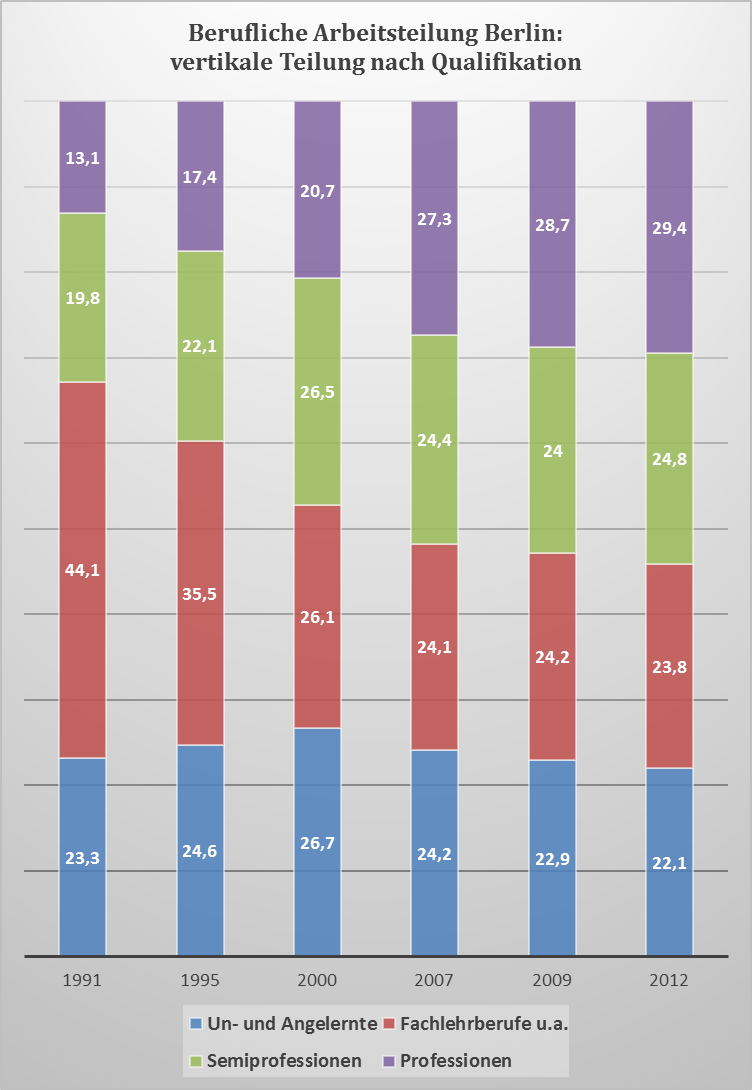 Berufliche Arbeitsteilung Berlin:
vertikale Teilung nach Qualifikation
13,1 17,4 20,7 27,3 28,7 29,4
19,8 22,1 26,5 24,4 24 24,8
44,1 35,5 26,1 24,1 24,2 23,8
23,3 24,6 26,7 24,2 22,9 22,1
1991 1995 2000 2007 2009 2012
Un- und Angelernte Fachlehrberufe u.a.
Semiprofessionen Professionen